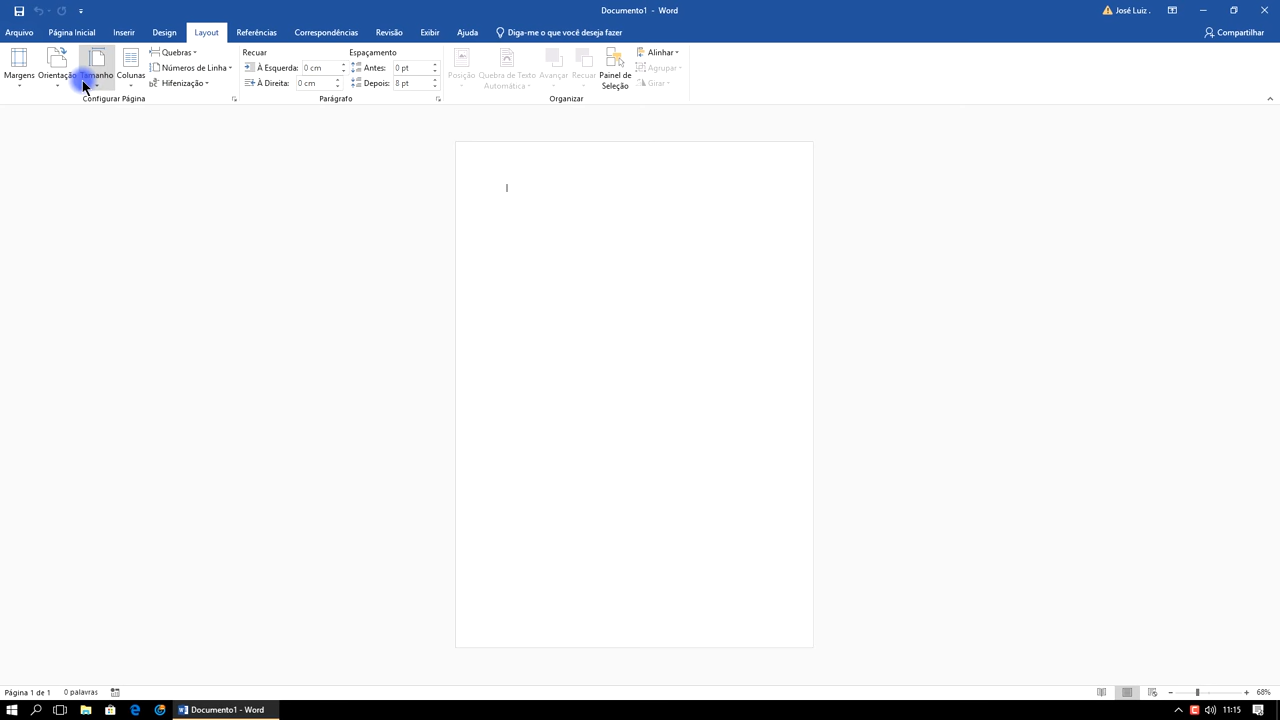 Documento1 - Word
José Luiz .
Arquivo Página Inicial Inserir Design Layout Referências Correspondências Revisão Exibir Ajuda Diga-me o que você deseja fazer Compartilhar
Margens Orientação Tamanho Colunas
Quebras
Números de Linha
Hifenização
Configurar Página
Recuar
À Esquerda: 0 cm
À Direita: 0 cm
Espaçamento
Antes: 0 pt
Depois: 8 pt
Parágrafo
Posição
Quebra de Texto
Automática
Avançar
Recuar
Painel de
Seleção
Alinhar
Agrupar
Girar
Organizar
Página 1 de 1 0 palavras 68%
Documento1 - Word 11:15